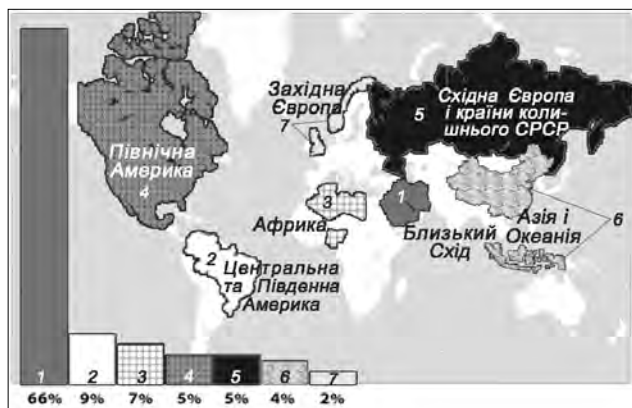 Західна
Європа
7
5
Східна Європа
і країни коли-
шнього СРСР
Північна
Америка
4
3
1
Африка
Близький
Схід
Азія і
Океанія
6
2
Центральна
та Південна
Америка
1 2 3 4 5 6 7
66% 9% 7% 5% 5% 4% 2%